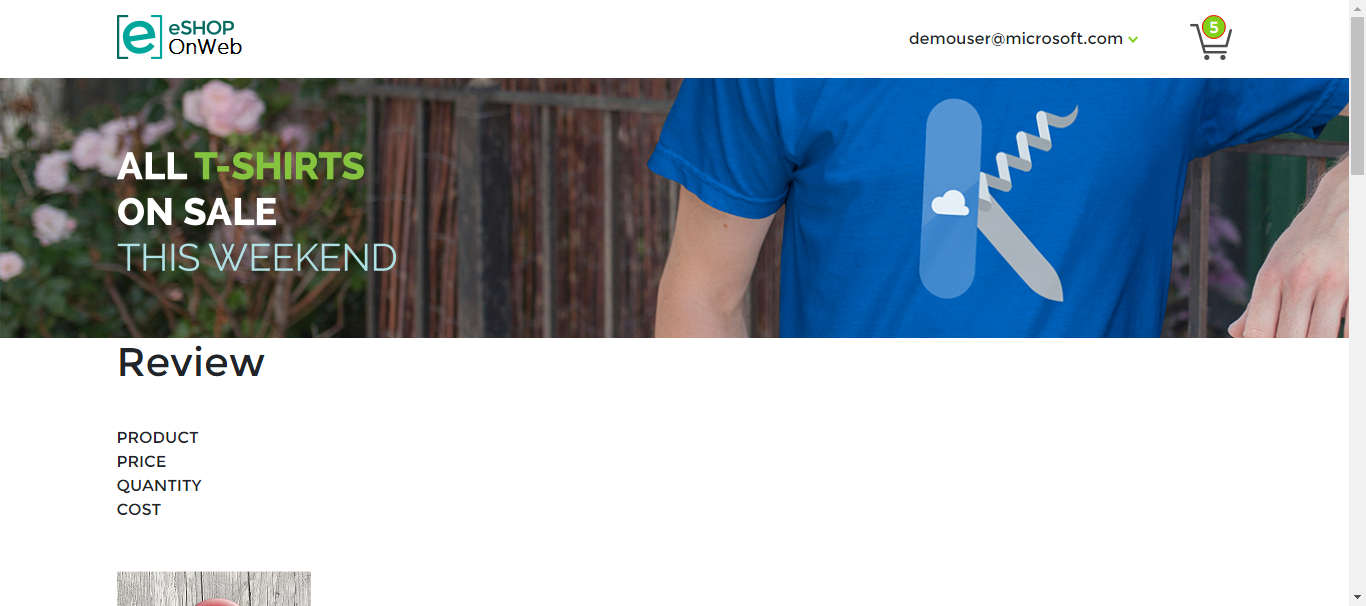 eSHOP
OnWeb
demouser@microsoft.com
5
ALL T-SHIRTS
ON SALE
THIS WEEKEND
Review
PRODUCT
PRICE
QUANTITY
COST